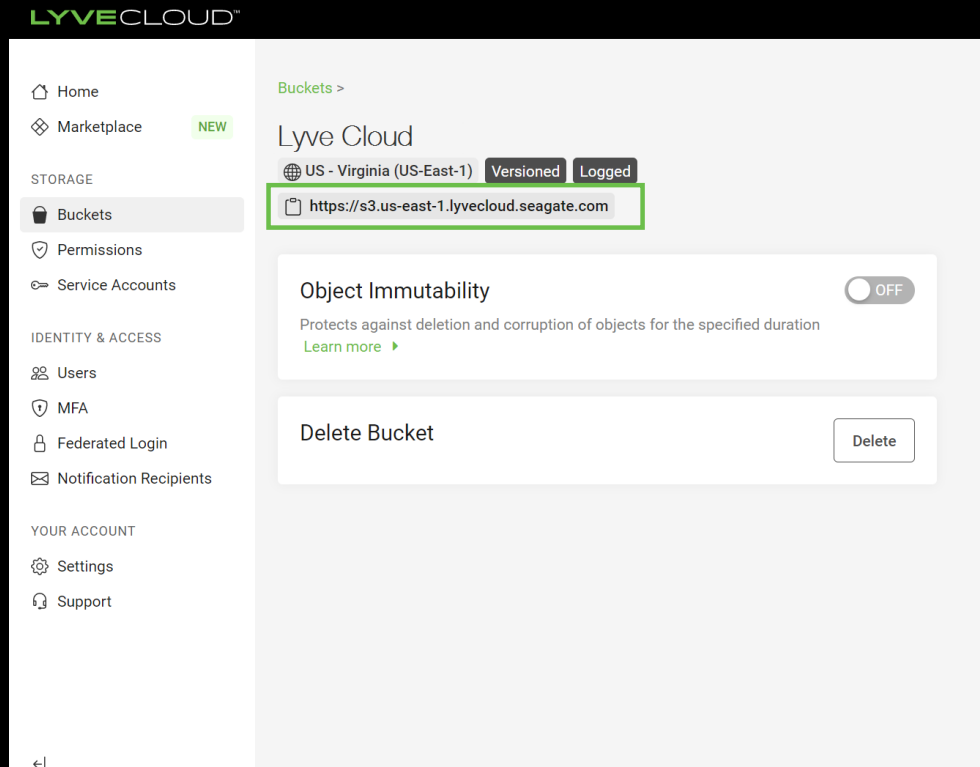 LYVECLOUD™
Home
Marketplace NEW
STORAGE
Buckets
Permissions
Service Accounts
IDENTITY & ACCESS
Users
MFA
Federated Login
Notification Recipients
YOUR ACCOUNT
Settings
Support
Buckets >
Lyve Cloud
US - Virginia (US-East-1) Versioned Logged
https://s3.us-east-1.lyvecloud.seagate.com
Object Immutability OFF
Protects against deletion and corruption of objects for the specified duration
Learn more
Delete Bucket Delete